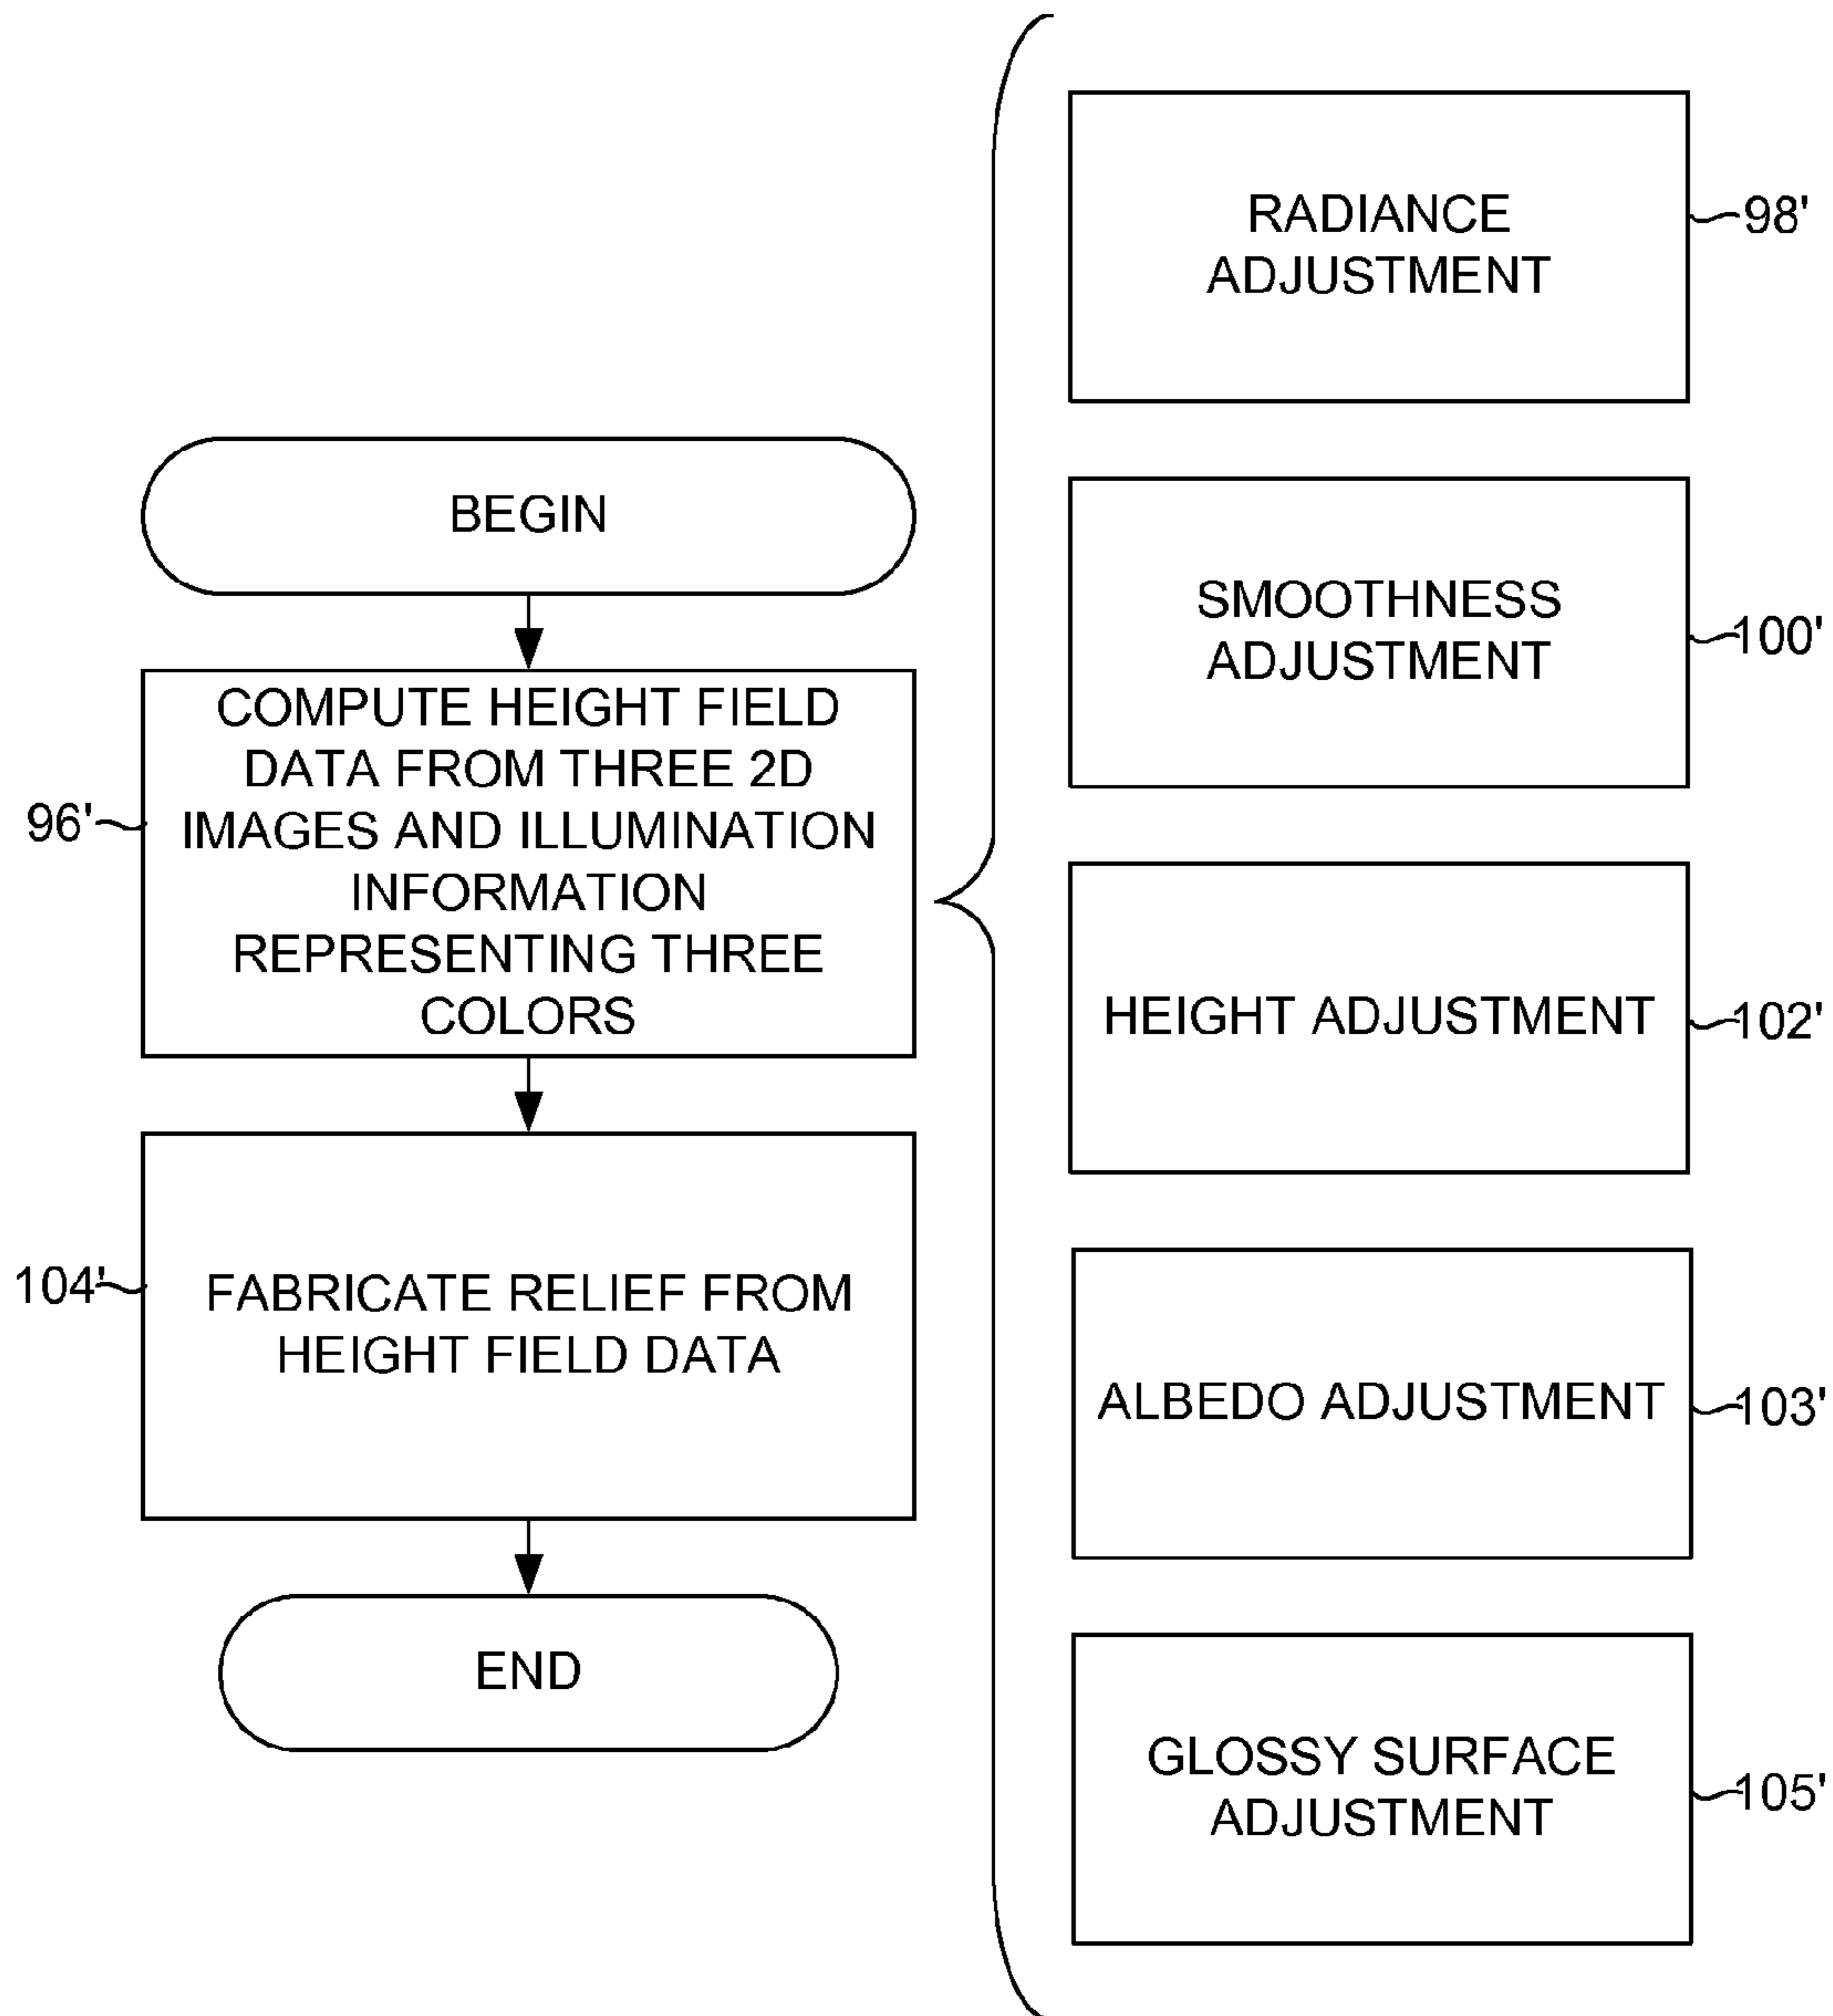 BEGIN
COMPUTE HEIGHT FIELD
DATA FROM THREE 2D
IMAGES AND ILLUMINATION
INFORMATION
REPRESENTING THREE
COLORS
96'
FABRICATE RELIEF FROM
HEIGHT FIELD DATA
104'
END
RADIANCE
ADJUSTMENT
98'
SMOOTHNESS
ADJUSTMENT
100'
HEIGHT ADJUSTMENT
102'
ALBEDO ADJUSTMENT
103'
GLOSSY SURFACE
ADJUSTMENT
105'